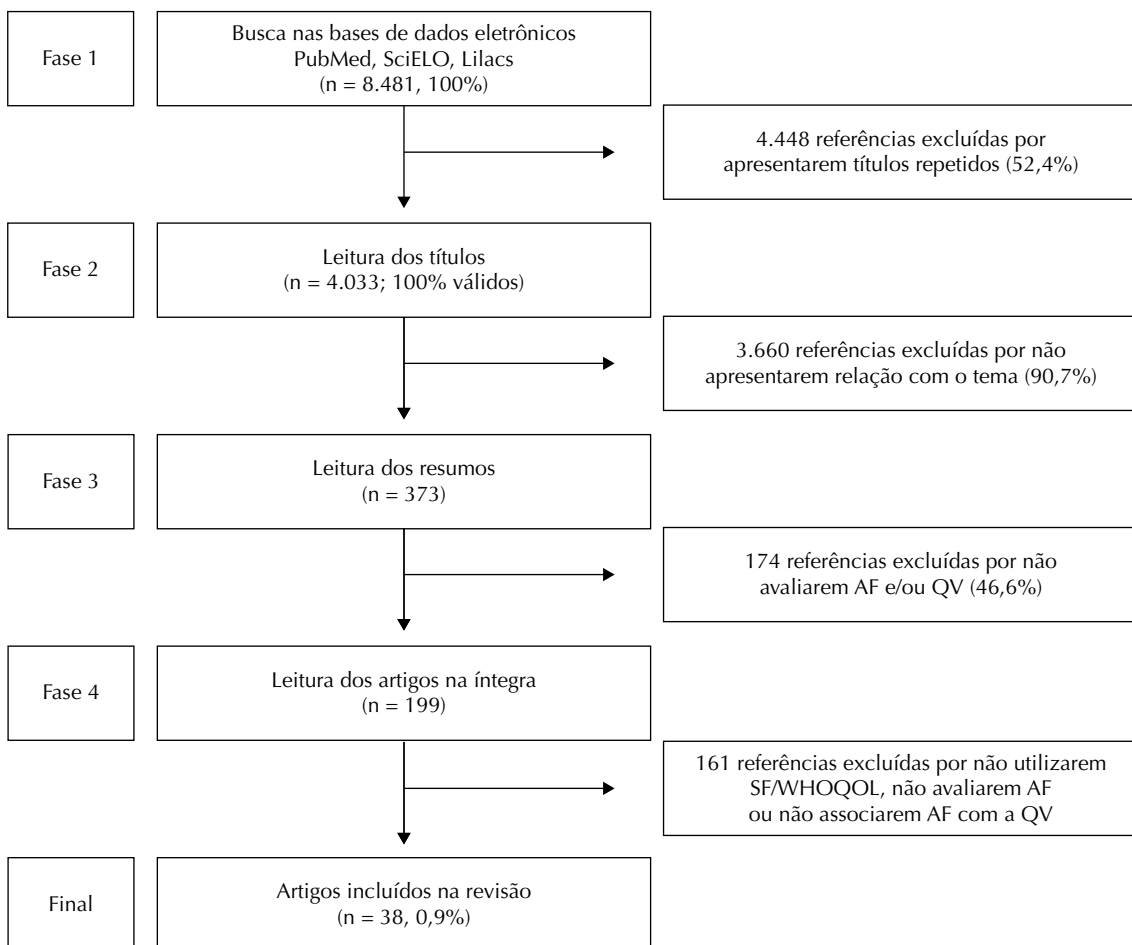 Fase 1
Busca nas bases de dados eletrônicos
PubMed, SciELO, Lilacs
(n = 8.481, 100%)
4.448 referências excluídas por
apresentarem títulos repetidos (52,4%)
Fase 2
Leitura dos títulos
(n = 4.033; 100% válidos)
3.660 referências excluídas por não
apresentarem relação com o tema (90,7%)
Fase 3
Leitura dos resumos
(n = 373)
174 referências excluídas por não
avaliarem AF e/ou QV (46,6%)
Fase 4
Leitura dos artigos na íntegra
(n = 199)
161 referências excluídas por não utilizarem
SF/WHOQOL, não avaliarem AF
ou não associarem AF com a QV
Final
Artigos incluídos na revisão
(n = 38, 0,9%)